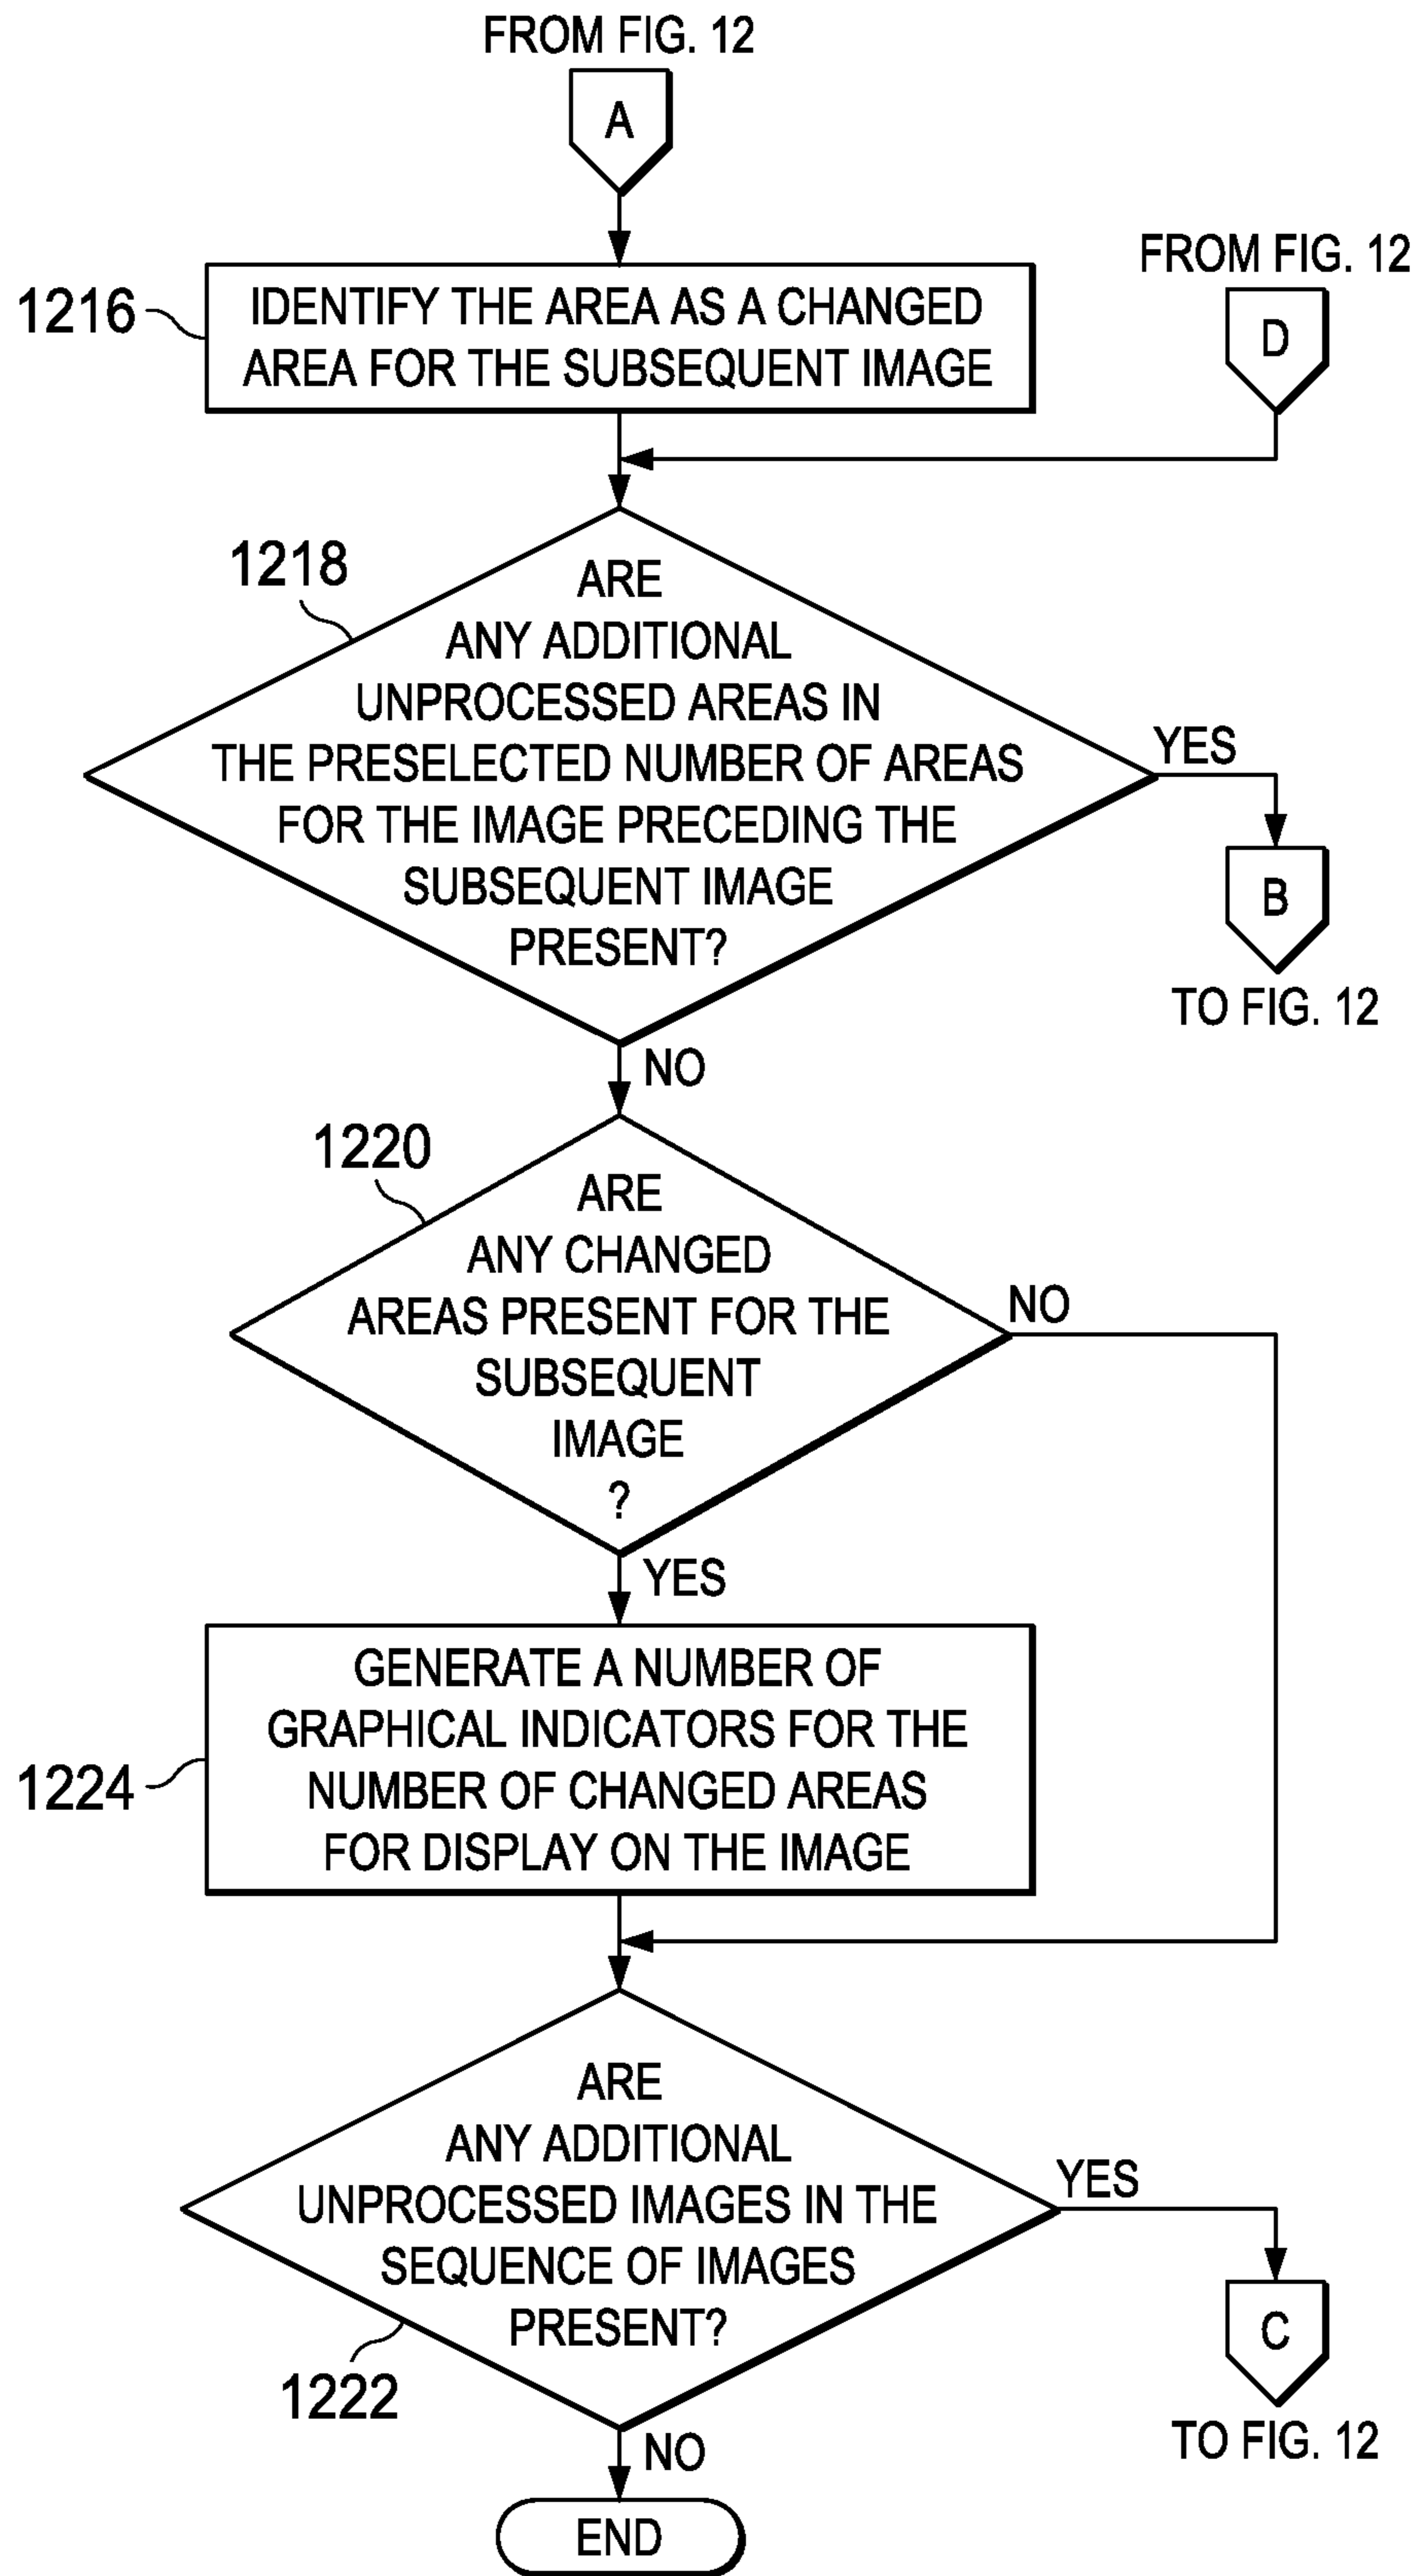 FROM FIG. 12
A
1216
IDENTIFY THE AREA AS A CHANGED
AREA FOR THE SUBSEQUENT IMAGE
FROM FIG. 12
D
1218
ARE
ANY ADDITIONAL
UNPROCESSED AREAS IN
THE PRESELECTED NUMBER OF AREAS
FOR THE IMAGE PRECEDING THE
SUBSEQUENT IMAGE
PRESENT?
YES
B
TO FIG. 12
NO
1220
ARE
ANY CHANGED
AREAS PRESENT FOR THE
SUBSEQUENT
IMAGE
?
NO
YES
1224
GENERATE A NUMBER OF
GRAPHICAL INDICATORS FOR THE
NUMBER OF CHANGED AREAS
FOR DISPLAY ON THE IMAGE
ARE
ANY ADDITIONAL
UNPROCESSED IMAGES IN THE
SEQUENCE OF IMAGES
PRESENT?
1222
YES
C
TO FIG. 12
NO
END